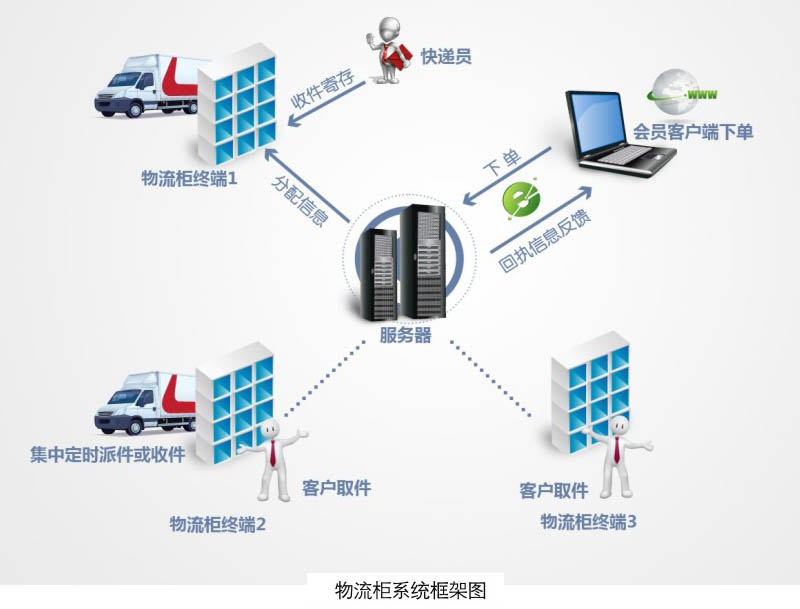 快递员
收件寄存
WWW
会员客户端下单
物流柜终端1
下单
分配信息
回执信息反馈
服务器
集中定时派件或收件
客户取件
客户取件
物流柜终端2
物流柜终端3
物流柜系统框架图